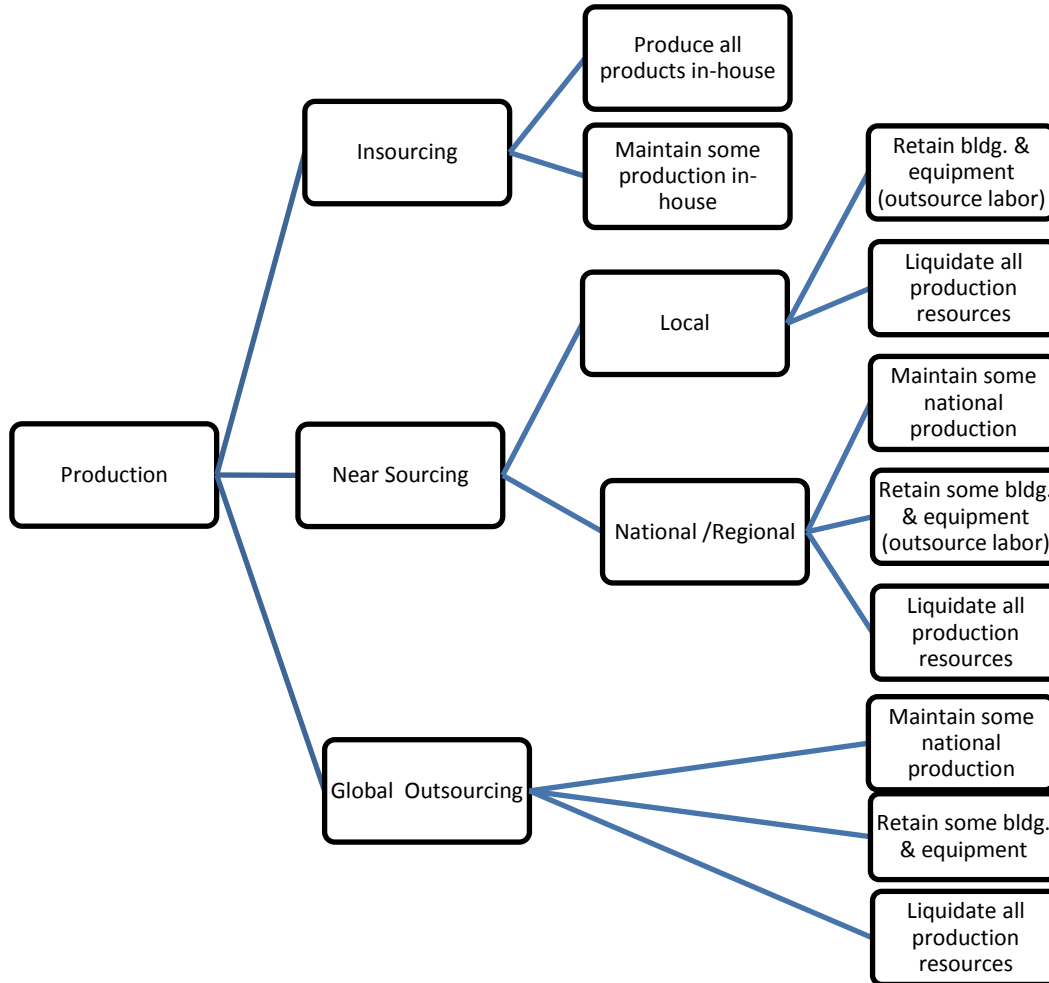 Produce all
products in-house
Insourcing
Maintain some
production in-
house
Retain bldg. &
equipment
(outsource labor)
Liquidate all
production
resources
Local
Maintain some
national
production
Production
Near Sourcing
National /Regional
Retain some bldg.
& equipment
(outsource labor)
Liquidate all
production
resources
Global  Outsourcing
Maintain some
national
production
Retain some bldg.
& equipment
Liquidate all
production
resources